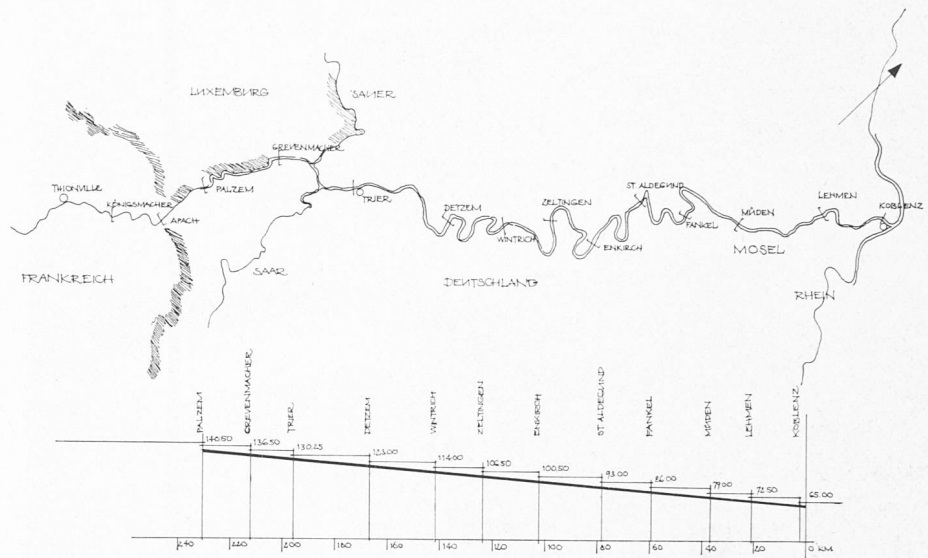 LUXEMBURG
SAUER
GREVENMACHER
THIONVILLE
KÖNIGSMACHER
APACH
PALZEM
TRIER
DETZEM
WINTRICH
ZELTINGEN
ENKIRCH
ST. ALDEGUND
FANKEL
MÜDEN
LEHMEN
KOBLENZ
MOSEL
SAAR
FRANKREICH
DEUTSCHLAND
RHEIN
PALZEM
GREVENMACHER
TRIER
DETZEM
WINTRICH
ZELTINGEN
ENKIRCH
ST ALDEGUND
FANKEL
MÜDEN
LEHMEN
KOBLENZ
140.50
136.50
130.25
123.00
114.00
106.50
100.50
93.00
86.00
79.00
72.50
65.00
240 220 200 180 160 140 120 100 80 60 40 20 0 KM